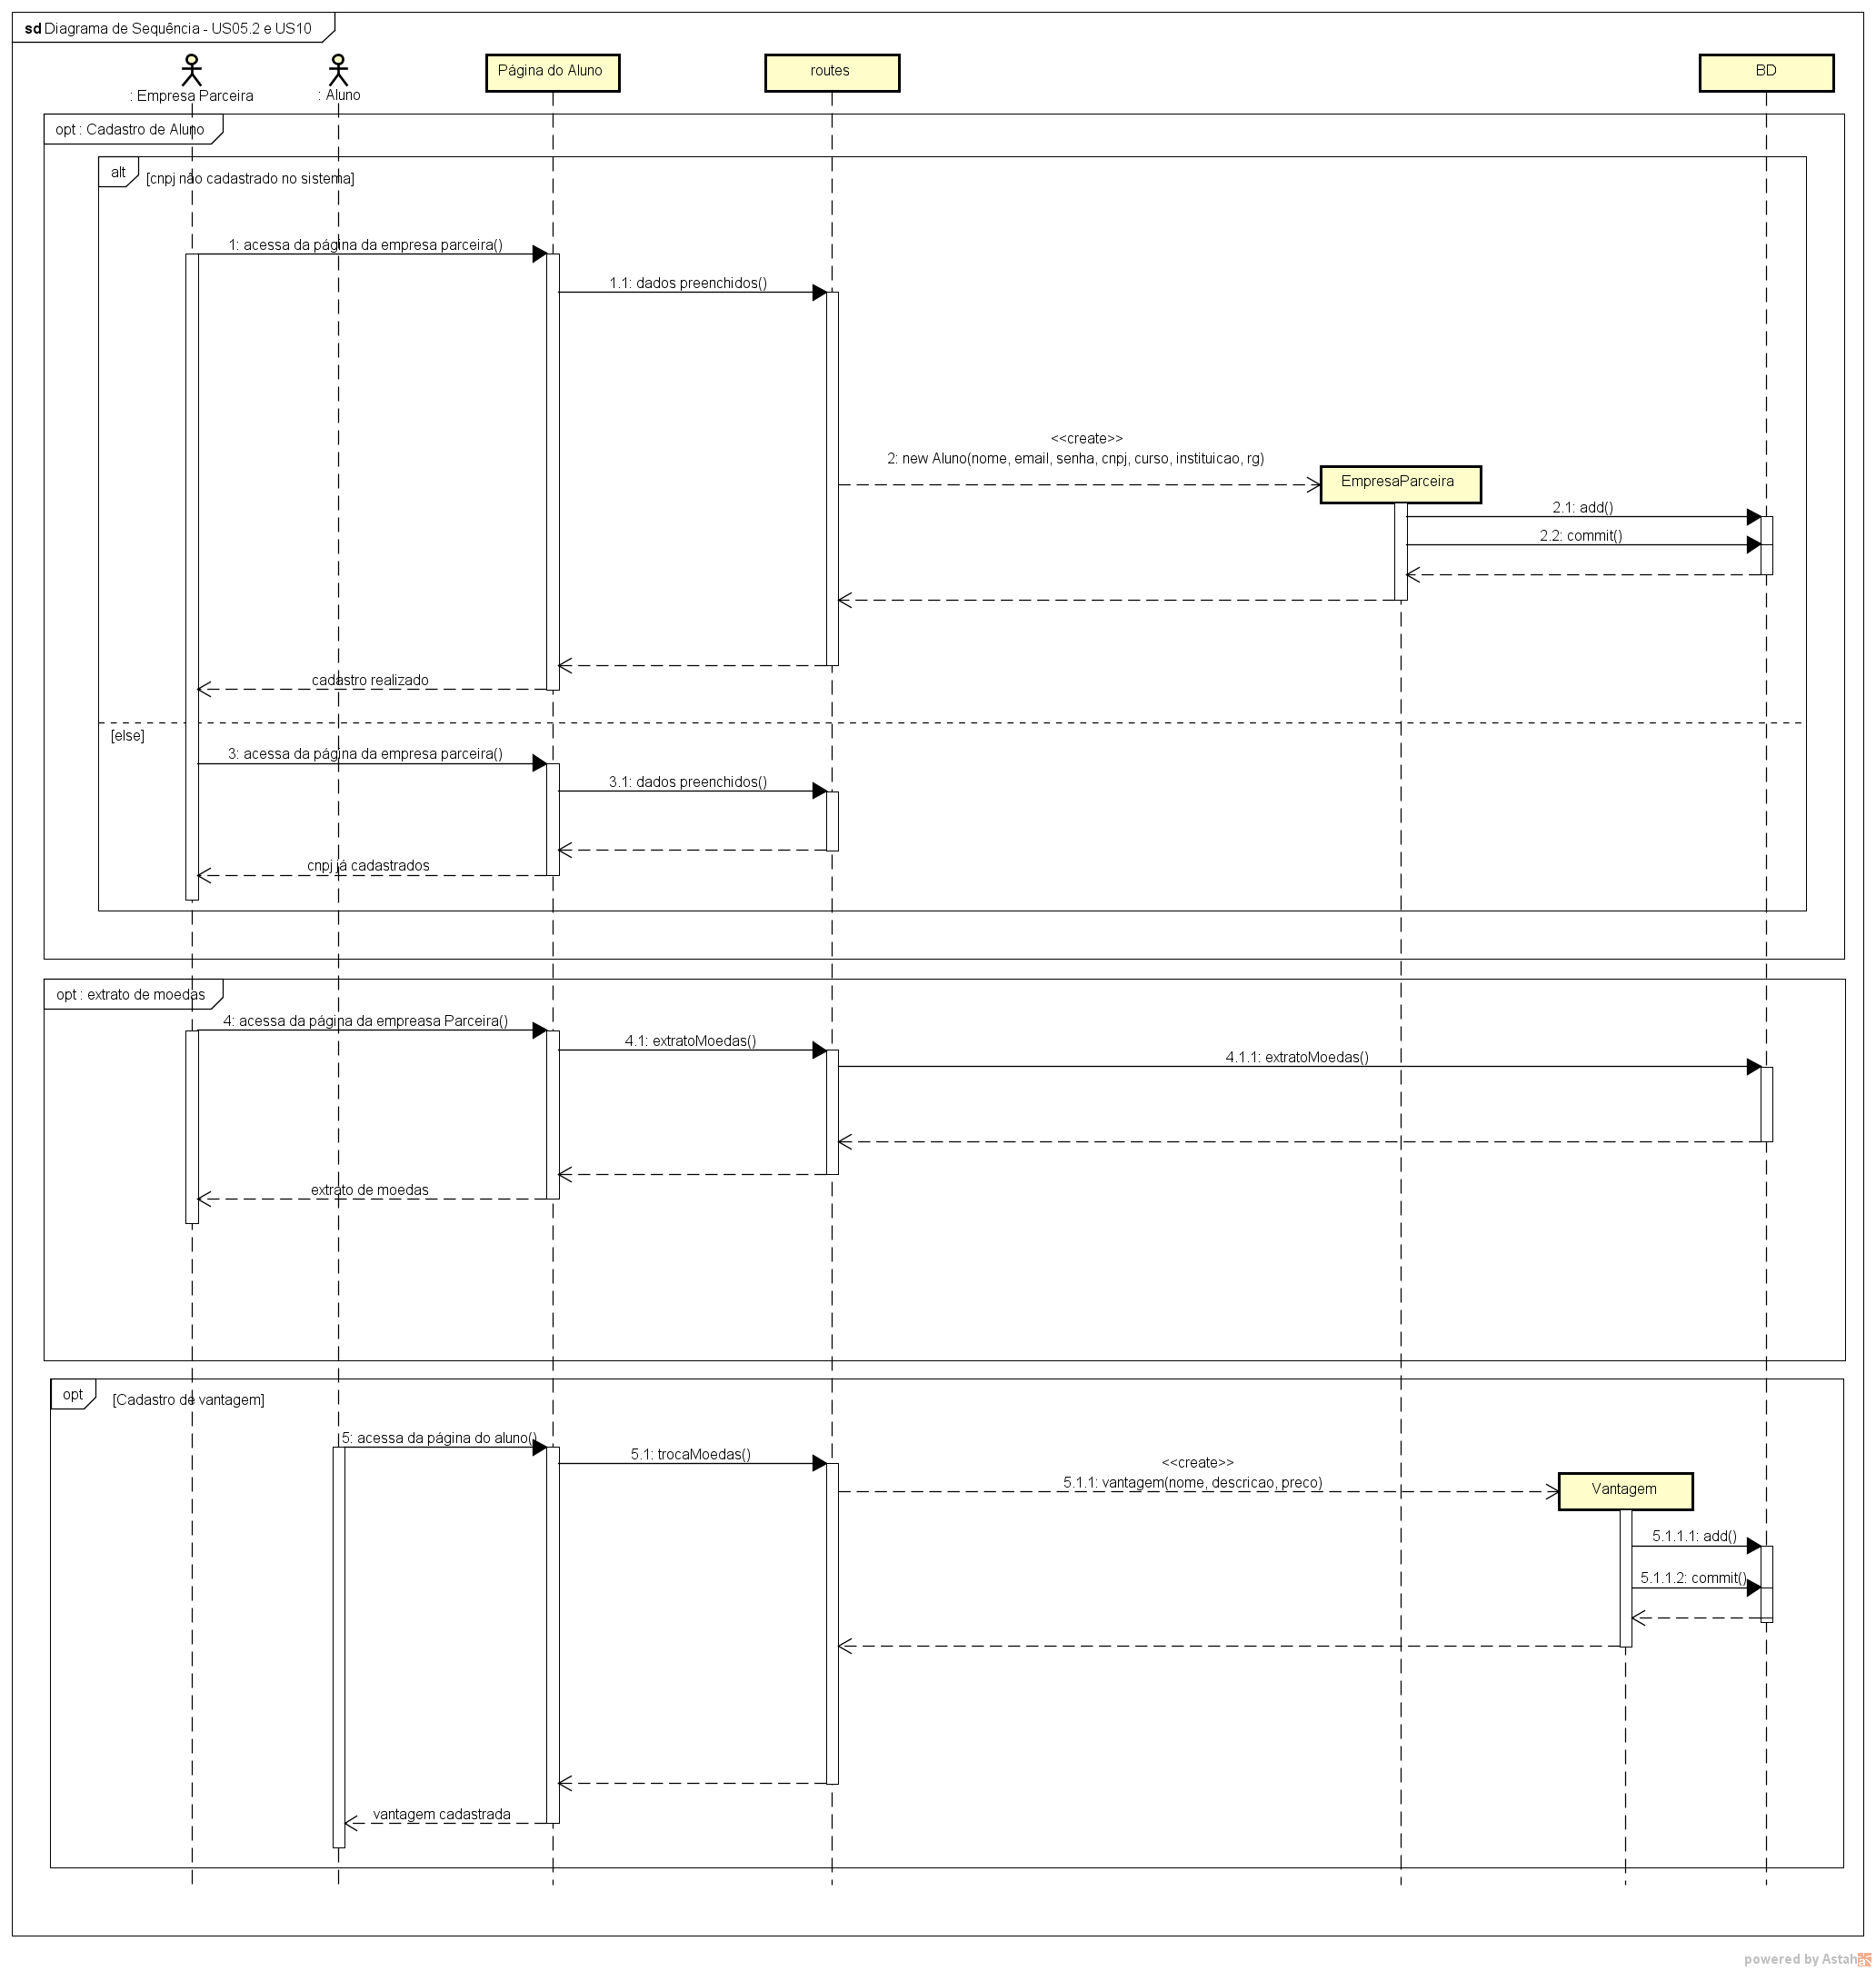 sd Diagrama de Sequência - US05.2 e US10
: Empresa Parceira
: Aluno
Página do Aluno
routes
BD
opt : Cadastro de Aluno
alt
[cnpj não cadastrado no sistema]
1: acessa da página da empresa parceira()
1.1: dados preenchidos()
<<create>>
2: new Aluno(nome, email, senha, cnpj, curso, instituicao, rg)
EmpresaParceira
2.1: add()
2.2: commit()
cadastro realizado
[else]
3: acessa da página da empresa parceira()
3.1: dados preenchidos()
cnpj já cadastrados
opt : extrato de moedas
4: acessa da página da empreasa Parceira()
4.1: extratoMoedas()
4.1.1: extratoMoedas()
extrato de moedas
opt
[Cadastro de vantagem]
5: acessa da página do aluno()
5.1: trocaMoedas()
<<create>>
5.1.1: vantagem(nome, descricao, preco)
Vantagem
5.1.1.1: add()
5.1.1.2: commit()
vantagem cadastrada
powered by Astah